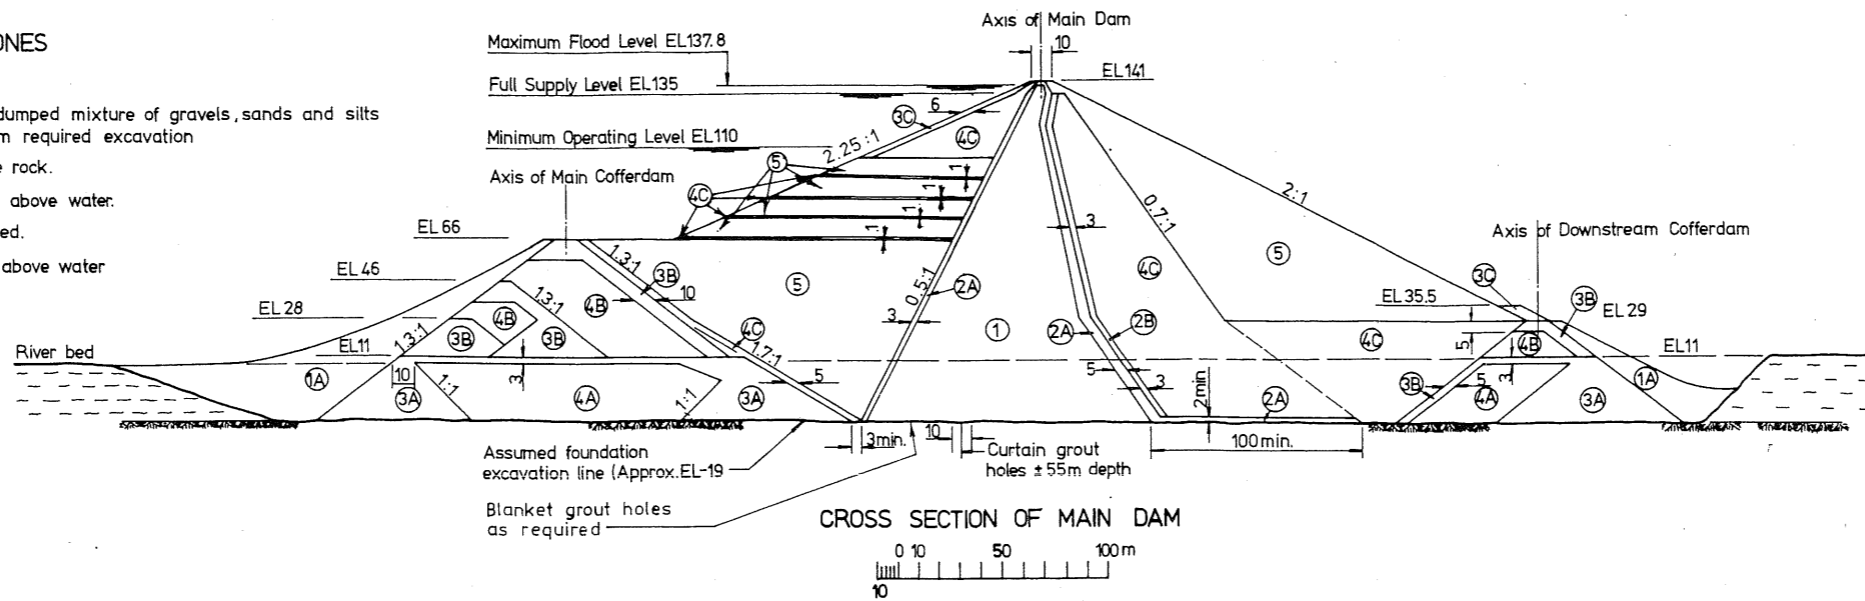 ONES
dumped mixture of gravels, sands and silts
m required excavation
e rock.
above water.
ed.
above water
Axis of Main Dam
10
EL 141
Maximum Flood Level EL137.8
Full Supply Level EL135
Minimum Operating Level EL110
Axis of Main Cofferdam
EL 66
EL 46
EL 28
EL11
River bed
3C
6
4C
2.25:1
5
4C
1
1
1
1
1.3:1
3B
10
5
0.5:1
2A
3
1
4C
1.7:1
5
1.3:1
4B
4B
3B
3B
1.3:1
1A
10
3A
1:1
3
4A
1:1
3A
3
0.7:1
4C
2:1
5
Axis of Downstream Cofferdam
3C
3B
EL 35.5
EL 29
EL11
2A
2B
5
3
4C
5
4B
3
1A
3B
5
4A
3A
2min
2A
100min.
3min.
10
Curtain grout
holes ±55m depth
Assumed foundation
excavation line (Approx.EL-19
Blanket grout holes
as required
CROSS SECTION OF MAIN DAM
0 10 50 100m
10